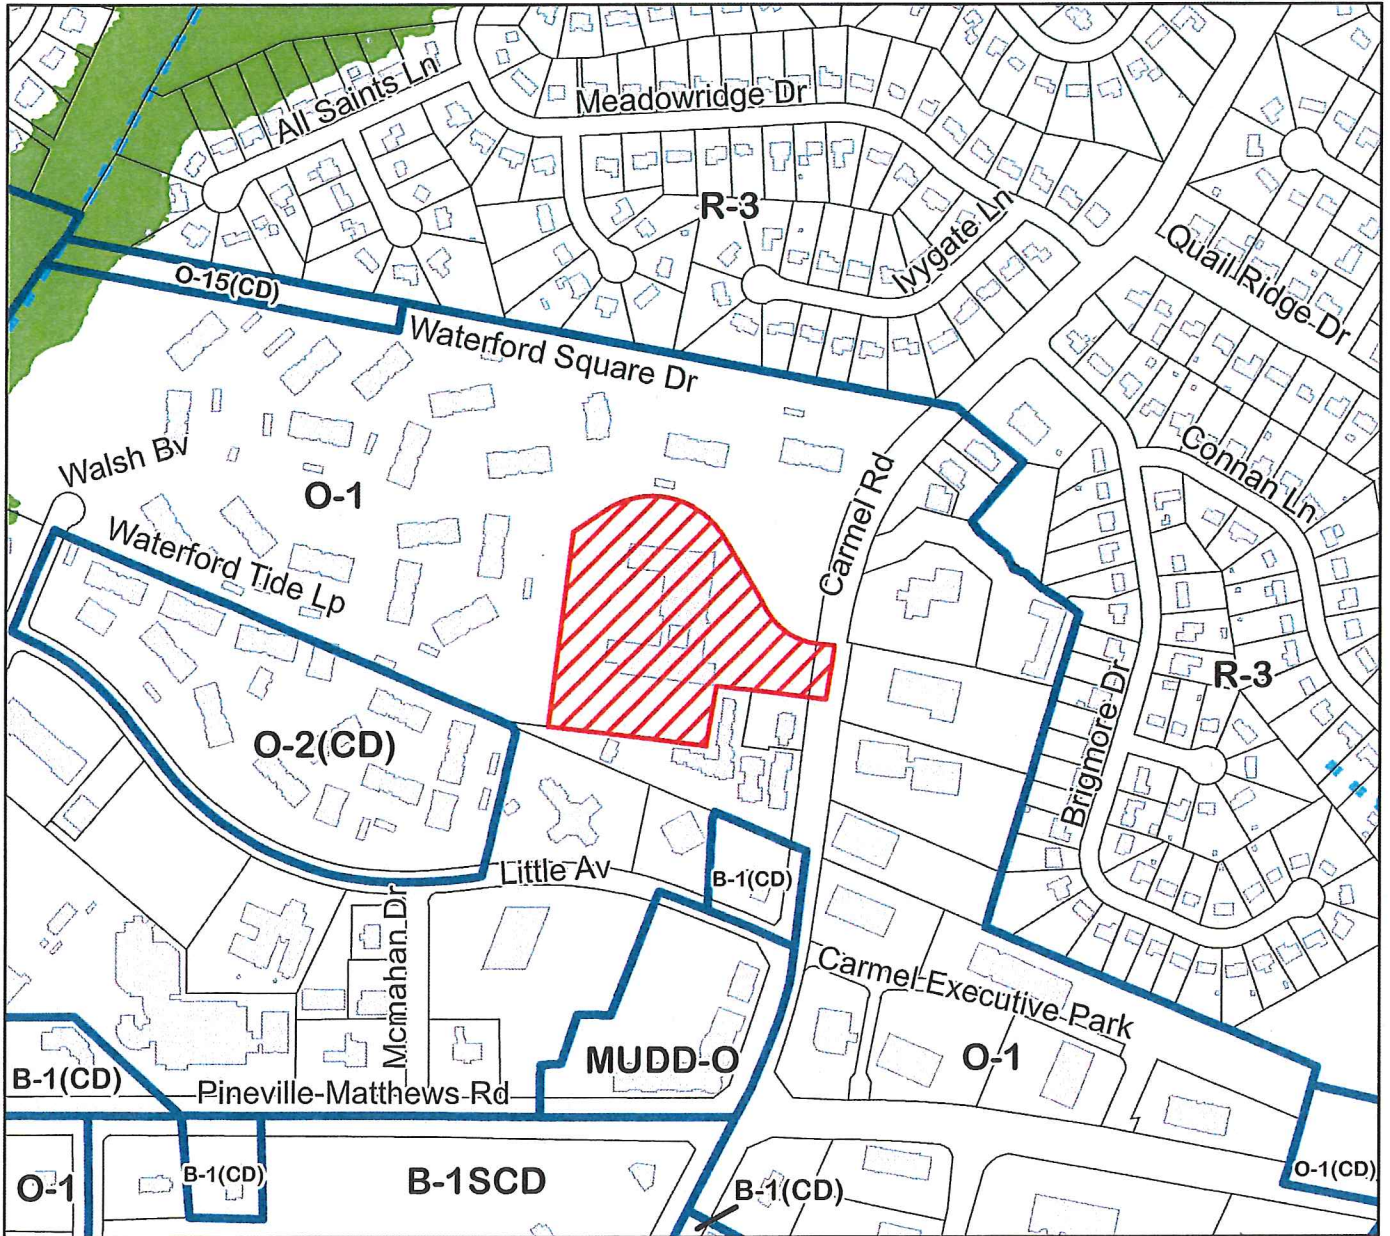 All Saints Ln
Meadowridge Dr
R-3
Ivygate Ln
Quail Ridge Dr
O-15(CD)
Waterford Square Dr
Walsh Bv
O-1
Carmel Rd
Connan Ln
Waterford Tide Lp
R-3
O-2(CD)
Brigmore Dr
Little Av
B-1(CD)
Mcmahan Dr
Carmel Executive Park
MUDD-O
O-1
B-1(CD)
Pineville-Matthews Rd
O-1
B-1(CD)
B-1SCD
B-1(CD)
O-1(CD)